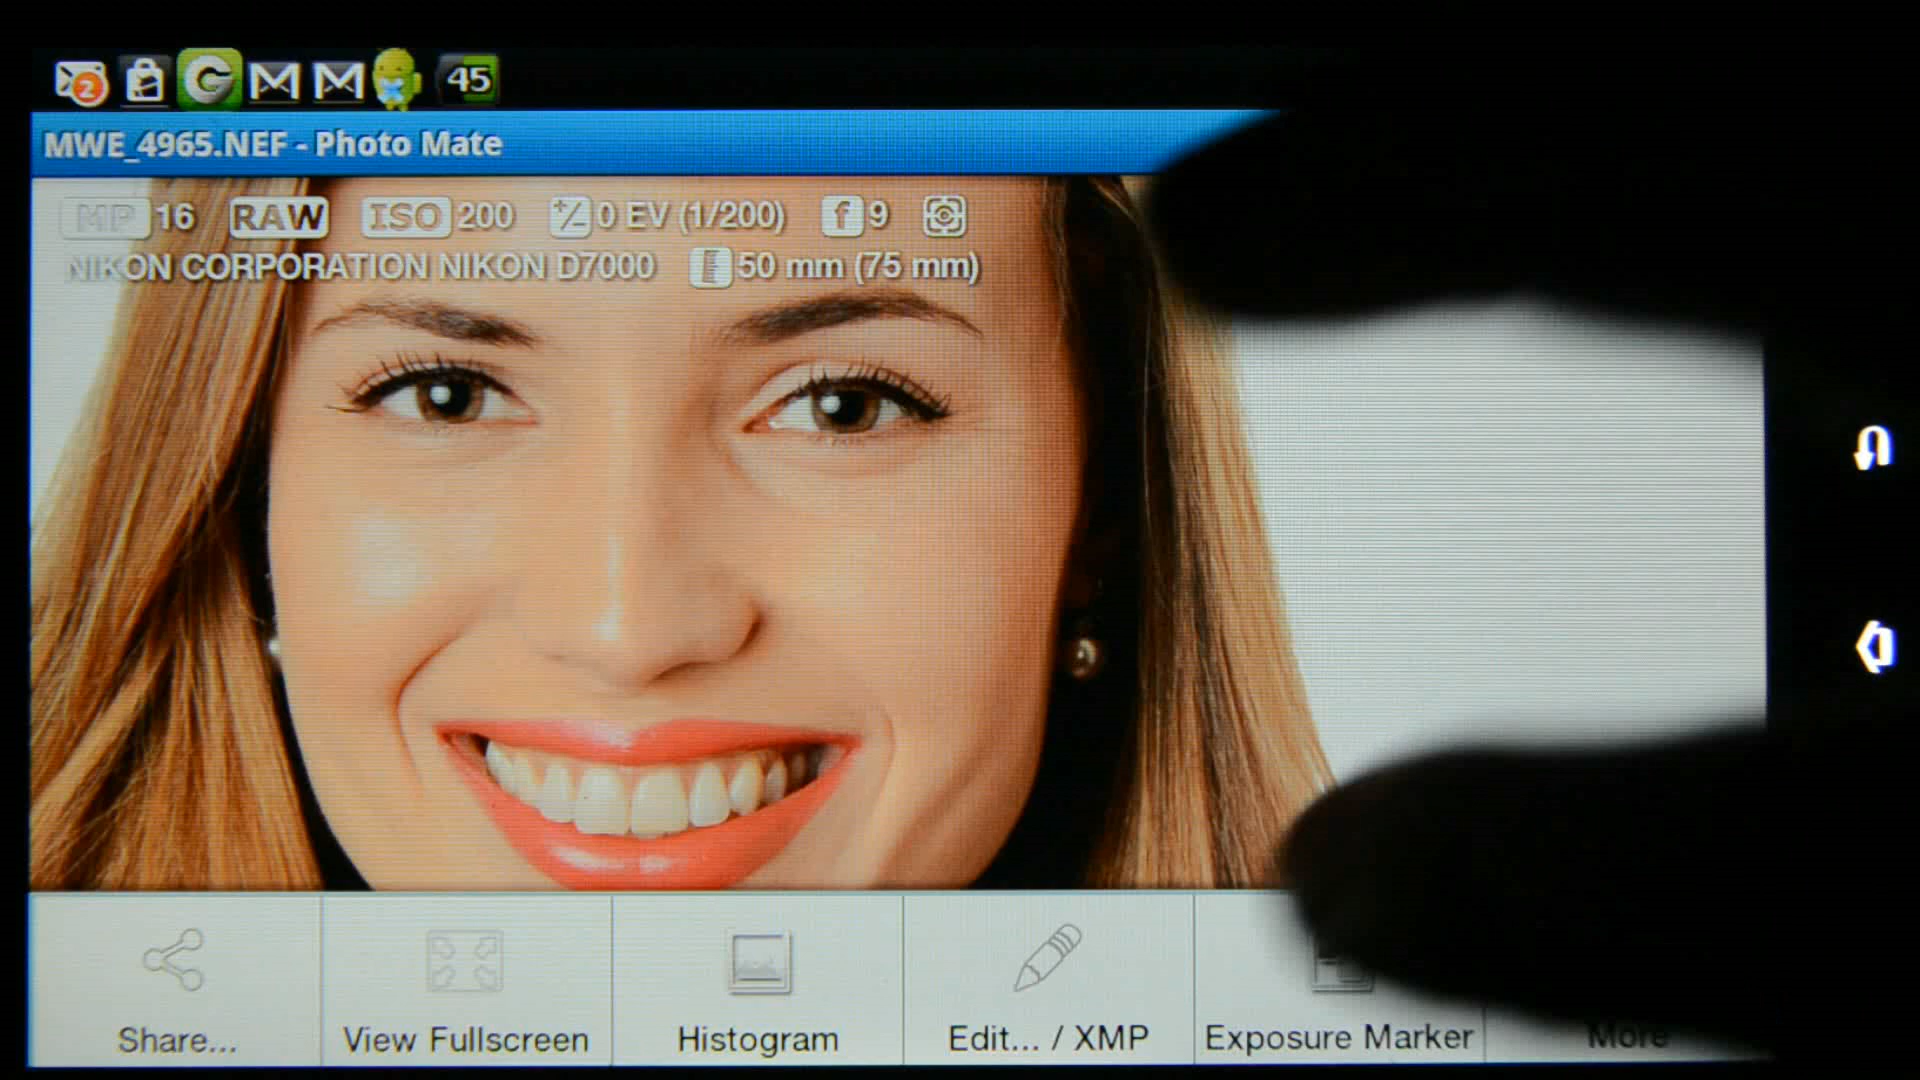 2 45
MWE_4965.NEF - Photo Mate
MP 16 RAW ISO 200 +/- 0 EV (1/200) f 9
NIKON CORPORATION NIKON D7000 50 mm (75 mm)
Share... View Fullscreen Histogram Edit... / XMP Exposure Marker More